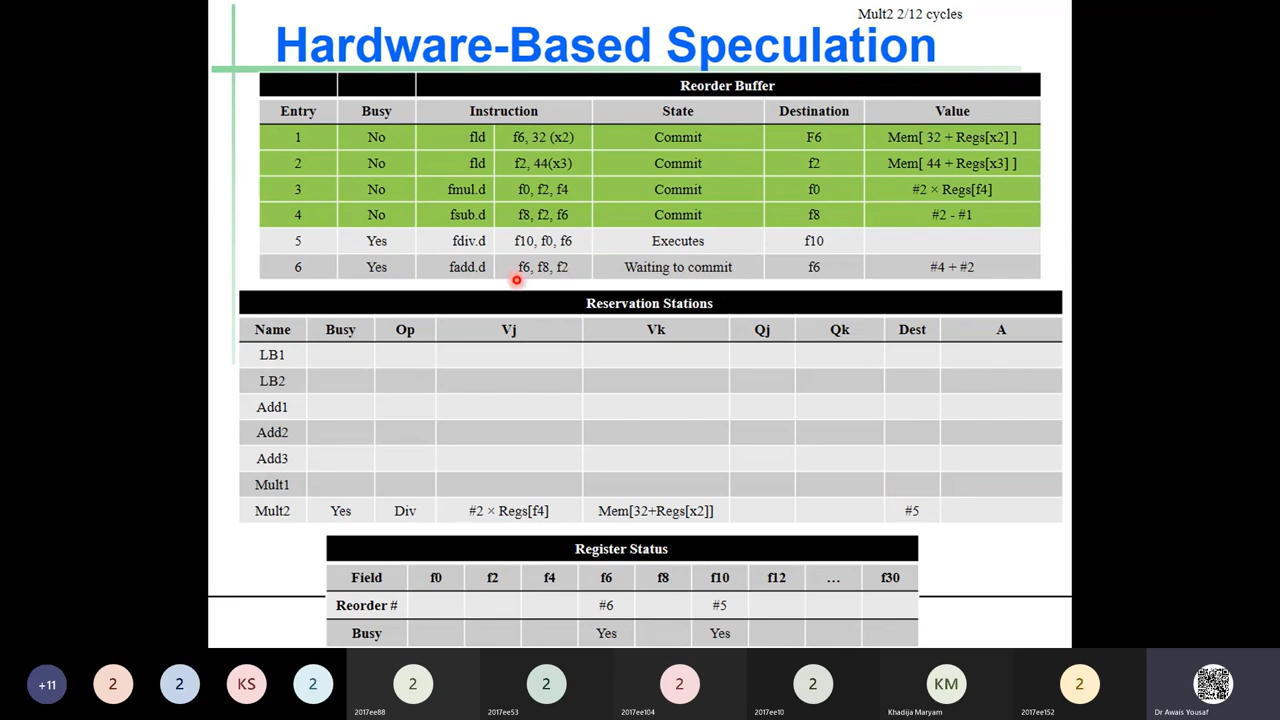 Mult2 2/12 cycles
Hardware-Based Speculation
Reorder Buffer
Entry Busy Instruction State Destination Value
1 No fld f6, 32 (x2) Commit F6 Mem[ 32 + Regs[x2] ]
2 No fld f2, 44(x3) Commit f2 Mem[ 44 + Regs[x3] ]
3 No fmul.d f0, f2, f4 Commit f0 #2 × Regs[f4]
4 No fsub.d f8, f2, f6 Commit f8 #2 - #1
5 Yes fdiv.d f10, f0, f6 Executes f10
6 Yes fadd.d f6, f8, f2 Waiting to commit f6 #4 + #2
Reservation Stations
Name Busy Op Vj Vk Qj Qk Dest A
LB1
LB2
Add1
Add2
Add3
Mult1
Mult2 Yes Div #2 × Regs[f4] Mem[32+Regs[x2]] #5
Register Status
Field f0 f2 f4 f6 f8 f10 f12 … f30
Reorder # #6 #5
Busy Yes Yes
+11 2 2 KS 2 2 2 2 2 KM 2
2017ee88 2017ee53 2017ee104 2017ee10 Khadija Maryam 2017ee152 Dr Awais Yousaf